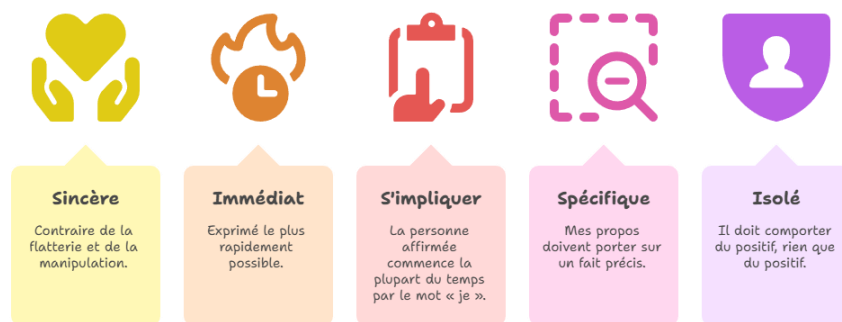 Sincère
Contraire de la
flatterie et de la
manipulation.
Immédiat
Exprimé le plus
rapidement
possible.
S'impliquer
La personne
affirmée
commence la
plupart du temps
par le mot « je ».
Spécifique
Mes propos
doivent porter sur
un fait précis.
Isolé
Il doit comporter
du positif, rien que
du positif.